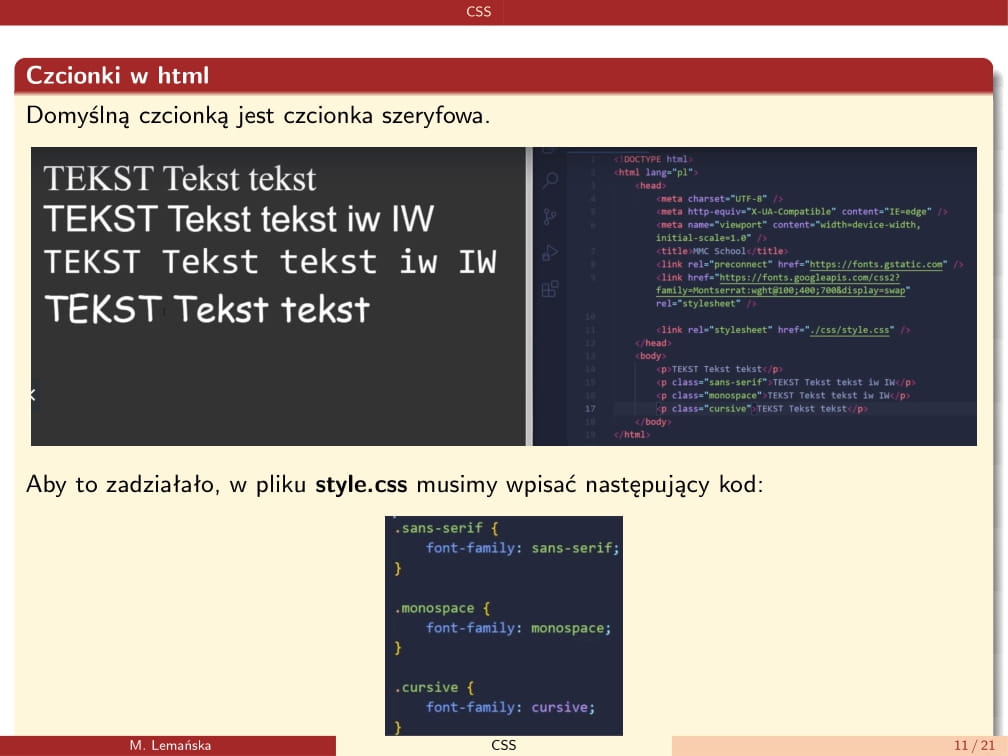 CSS
Czcionki w html
Domyślną czcionką jest czcionka szeryfowa.
TEKST Tekst tekst
TEKST Tekst tekst iw IW
TEKST Tekst tekst iw IW
TEKST Tekst tekst
1 <!DOCTYPE html>
2 <html lang="pl">
3 <head>
4 <meta charset="UTF-8" />
5 <meta http-equiv="X-UA-Compatible" content="IE=edge" />
6 <meta name="viewport" content="width=device-width,
initial-scale=1.0" />
7 <title>MMC School</title>
8 <link rel="preconnect" href="https://fonts.gstatic.com" />
9 <link href="https://fonts.googleapis.com/css2?
family=Montserrat:wght@100;400;700&display=swap"
rel="stylesheet" />
10
11 <link rel="stylesheet" href="./css/style.css" />
12 </head>
13 <body>
14 <p>TEKST Tekst tekst</p>
15 <p class="sans-serif">TEKST Tekst tekst iw IW</p>
16 <p class="monospace">TEKST Tekst tekst iw IW</p>
17 <p class="cursive">TEKST Tekst tekst</p>
18 </body>
19 </html>
Aby to zadziałało, w pliku style.css musimy wpisać następujący kod:
.sans-serif {
font-family: sans-serif;
}
.monospace {
font-family: monospace;
}
.cursive {
font-family: cursive;
}
M. Lemańska
CSS
11 / 21